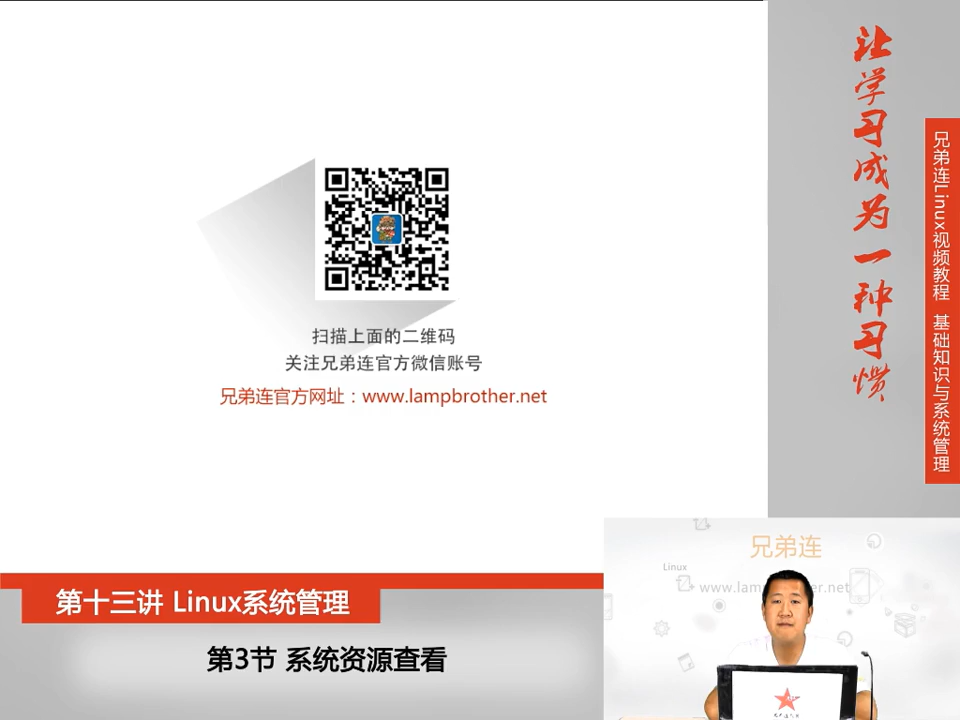 让学习成为一种习惯
兄弟连Linux视频教程 基础知识与系统管理
扫描上面的二维码
关注兄弟连官方微信账号
兄弟连官方网址：www.lampbrother.net
兄弟连
Linux
第十三讲 Linux系统管理
第3节 系统资源查看